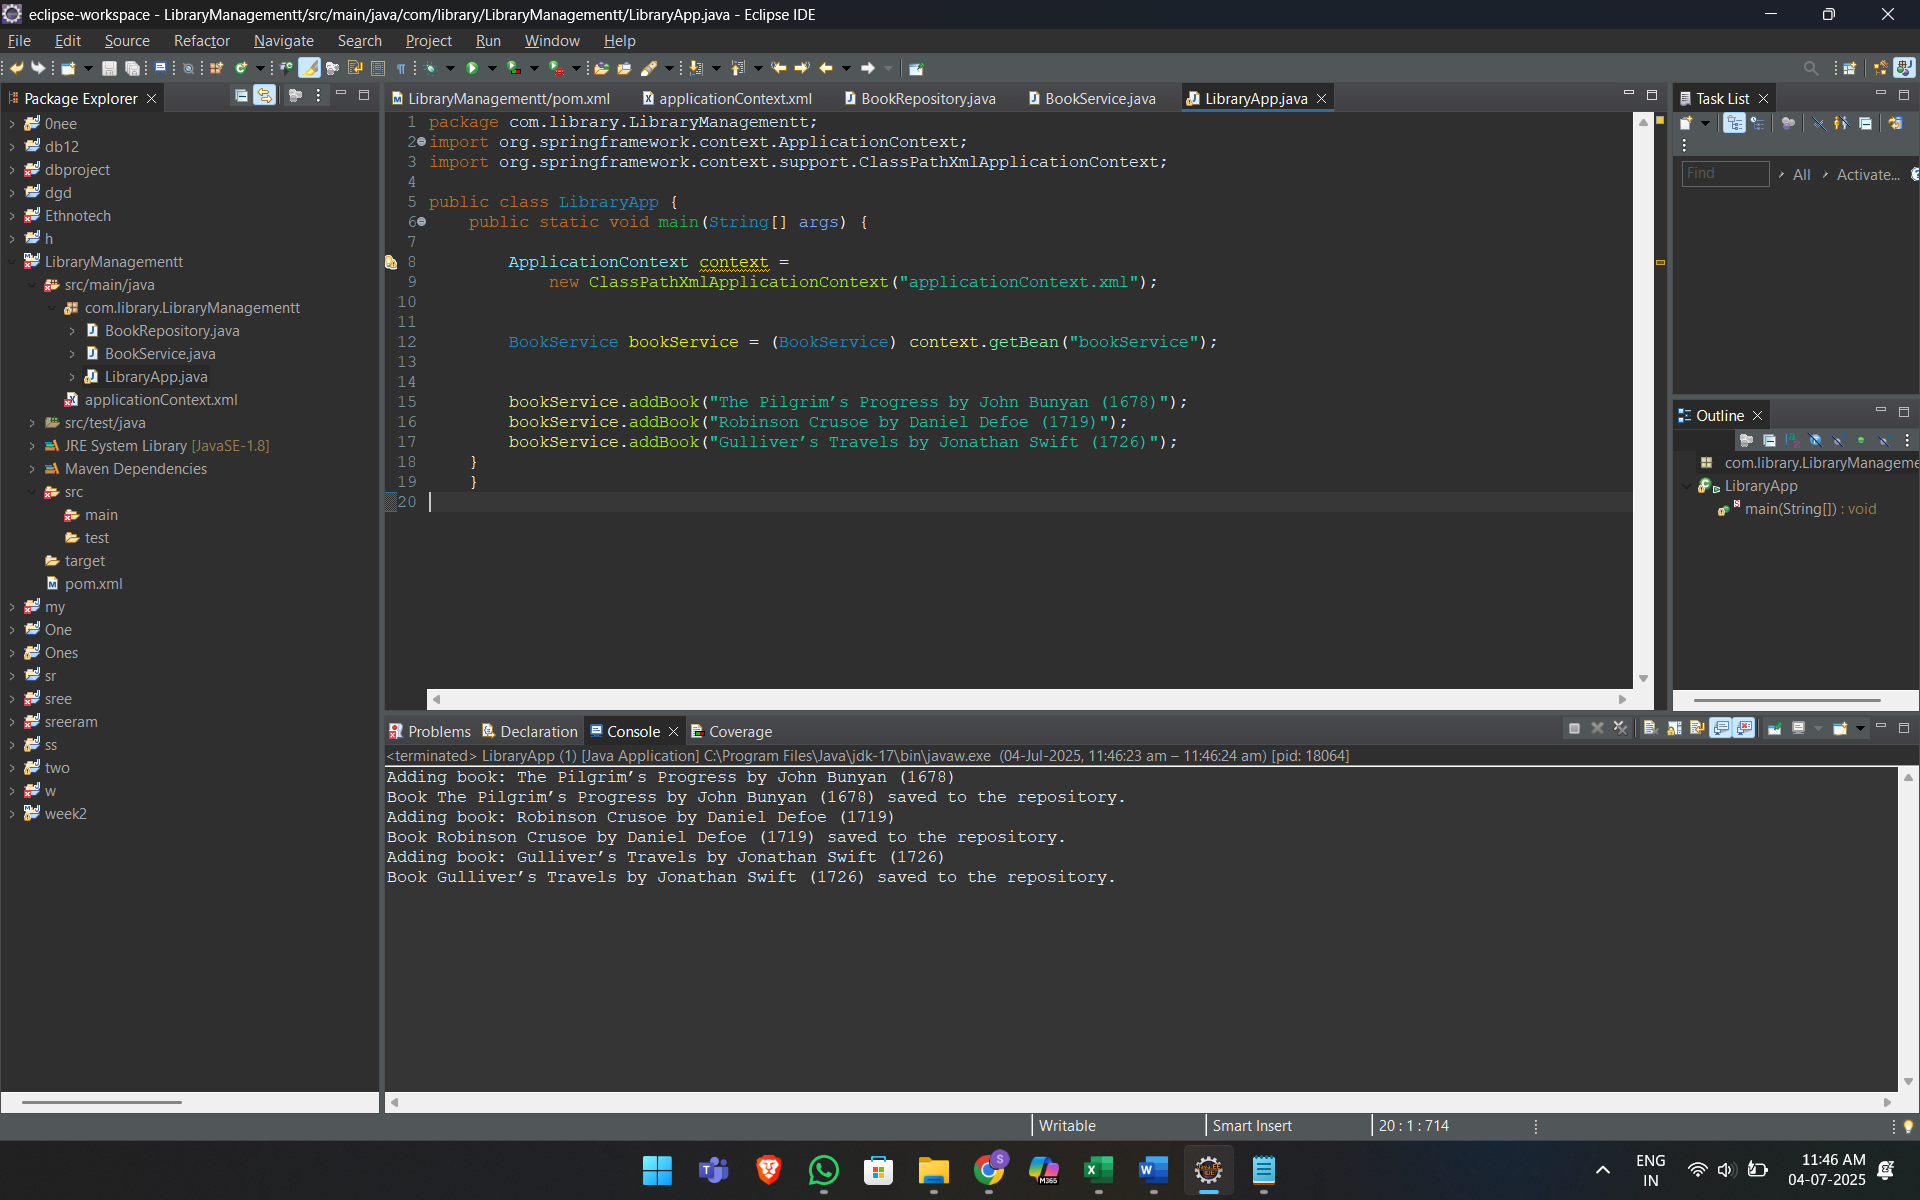 eclipse-workspace - LibraryManagementt/src/main/java/com/library/LibraryManagementt/LibraryApp.java - Eclipse IDE
File Edit Source Refactor Navigate Search Project Run Window Help
Package Explorer
0nee
db12
dbproject
dgd
Ethnotech
h
LibraryManagementt
src/main/java
com.library.LibraryManagementt
BookRepository.java
BookService.java
LibraryApp.java
applicationContext.xml
src/test/java
JRE System Library [JavaSE-1.8]
Maven Dependencies
src
main
test
target
pom.xml
my
One
Ones
sr
sree
sreeram
ss
two
w
week2
LibraryManagementt/pom.xml applicationContext.xml BookRepository.java BookService.java LibraryApp.java
1 package com.library.LibraryManagementt;
2 import org.springframework.context.ApplicationContext;
3 import org.springframework.context.support.ClassPathXmlApplicationContext;
4
5 public class LibraryApp {
6 public static void main(String[] args) {
7
8 ApplicationContext context =
9 new ClassPathXmlApplicationContext("applicationContext.xml");
10
11
12 BookService bookService = (BookService) context.getBean("bookService");
13
14
15 bookService.addBook("The Pilgrim’s Progress by John Bunyan (1678)");
16 bookService.addBook("Robinson Crusoe by Daniel Defoe (1719)");
17 bookService.addBook("Gulliver’s Travels by Jonathan Swift (1726)");
18 }
19 }
20
Task List
Find All Activate...
Outline
com.library.LibraryManageme
LibraryApp
main(String[]) : void
Problems Declaration Console Coverage
<terminated> LibraryApp (1) [Java Application] C:\Program Files\Java\jdk-17\bin\javaw.exe (04-Jul-2025, 11:46:23 am – 11:46:24 am) [pid: 18064]
Adding book: The Pilgrim’s Progress by John Bunyan (1678)
Book The Pilgrim’s Progress by John Bunyan (1678) saved to the repository.
Adding book: Robinson Crusoe by Daniel Defoe (1719)
Book Robinson Crusoe by Daniel Defoe (1719) saved to the repository.
Adding book: Gulliver’s Travels by Jonathan Swift (1726)
Book Gulliver’s Travels by Jonathan Swift (1726) saved to the repository.
Writable Smart Insert 20 : 1 : 714
ENG
IN
11:46 AM
04-07-2025